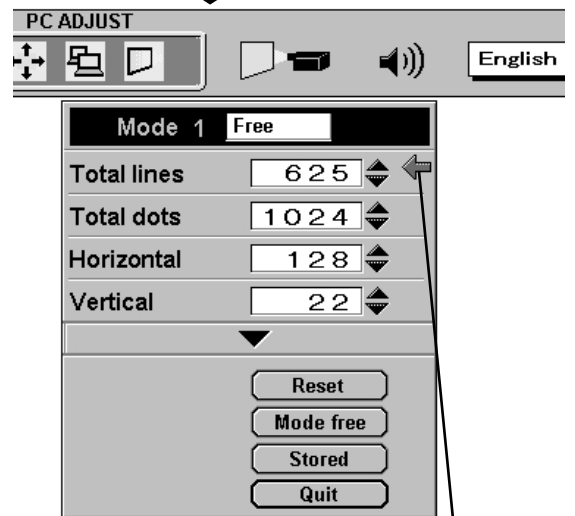 PC ADJUST
English
Mode 1 Free
Total lines 625
Total dots 1024
Horizontal 128
Vertical 22
Reset
Mode free
Stored
Quit